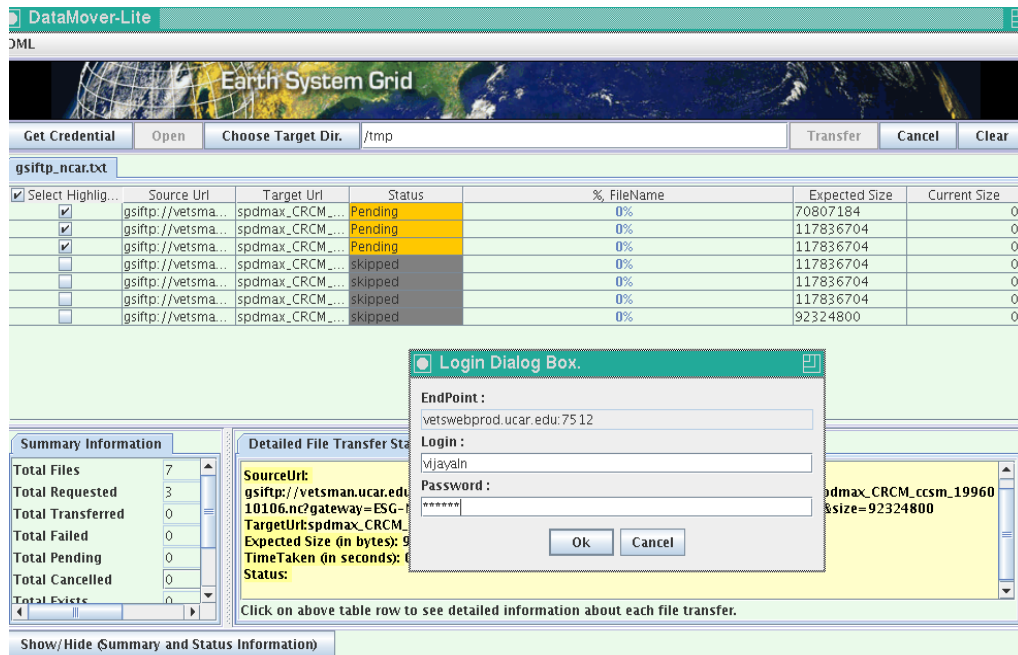 DataMover-Lite
DML
Earth System Grid
Get Credential Open Choose Target Dir. /tmp Transfer Cancel Clear
gsiftp_ncar.txt
Select Highlig... Source Url Target Url Status %, FileName Expected Size Current Size
gsiftp://vetsma... spdmax_CRCM_... Pending 0% 70807184 0
gsiftp://vetsma... spdmax_CRCM_... Pending 0% 117836704 0
gsiftp://vetsma... spdmax_CRCM_... Pending 0% 117836704 0
gsiftp://vetsma... spdmax_CRCM_... skipped 0% 117836704 0
gsiftp://vetsma... spdmax_CRCM_... skipped 0% 117836704 0
gsiftp://vetsma... spdmax_CRCM_... skipped 0% 117836704 0
gsiftp://vetsma... spdmax_CRCM_... skipped 0% 92324800 0
Login Dialog Box.
EndPoint :
vetswebprod.ucar.edu:7512
Login :
vijayaln
Password :
******
Ok Cancel
Summary Information
Total Files 7
Total Requested 3
Total Transferred 0
Total Failed 0
Total Pending 0
Total Cancelled 0
Total Exists 0
Detailed File Transfer Sta
SourceUrl:
gsiftp://vetsman.ucar.edu dmax_CRCM_ccsm_19960
10106.nc?gateway=ESG- &size=92324800
TargetUrl:spdmax_CRCM_
Expected Size (in bytes): 9
TimeTaken (in seconds):
Status:
Click on above table row to see detailed information about each file transfer.
Show/Hide (Summary and Status Information)